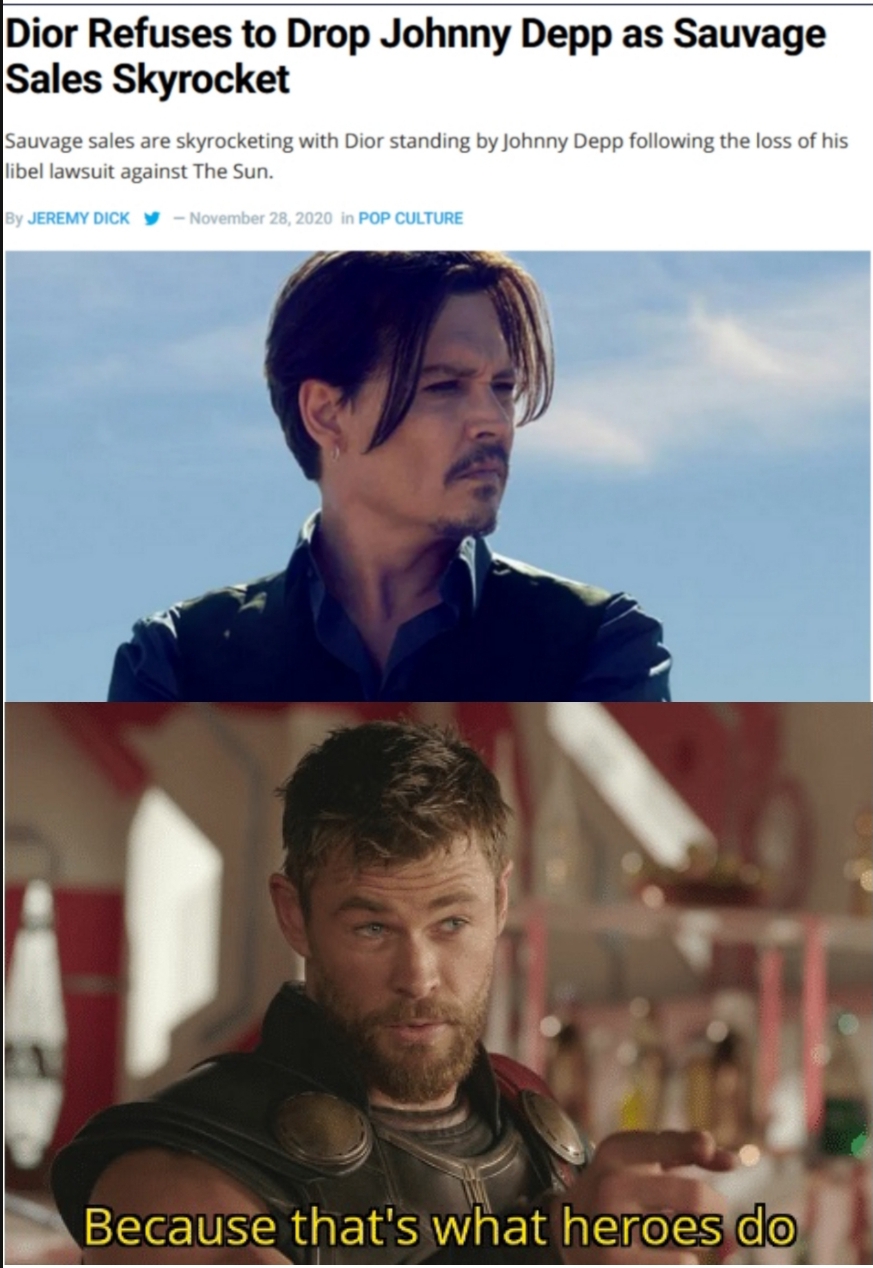 Dior Refuses to Drop Johnny Depp as Sauvage
Sales Skyrocket
Sauvage sales are skyrocketing with Dior standing by Johnny Depp following the loss of his
libel lawsuit against The Sun.
By JEREMY DICK — November 28, 2020 in POP CULTURE
Because that's what heroes do